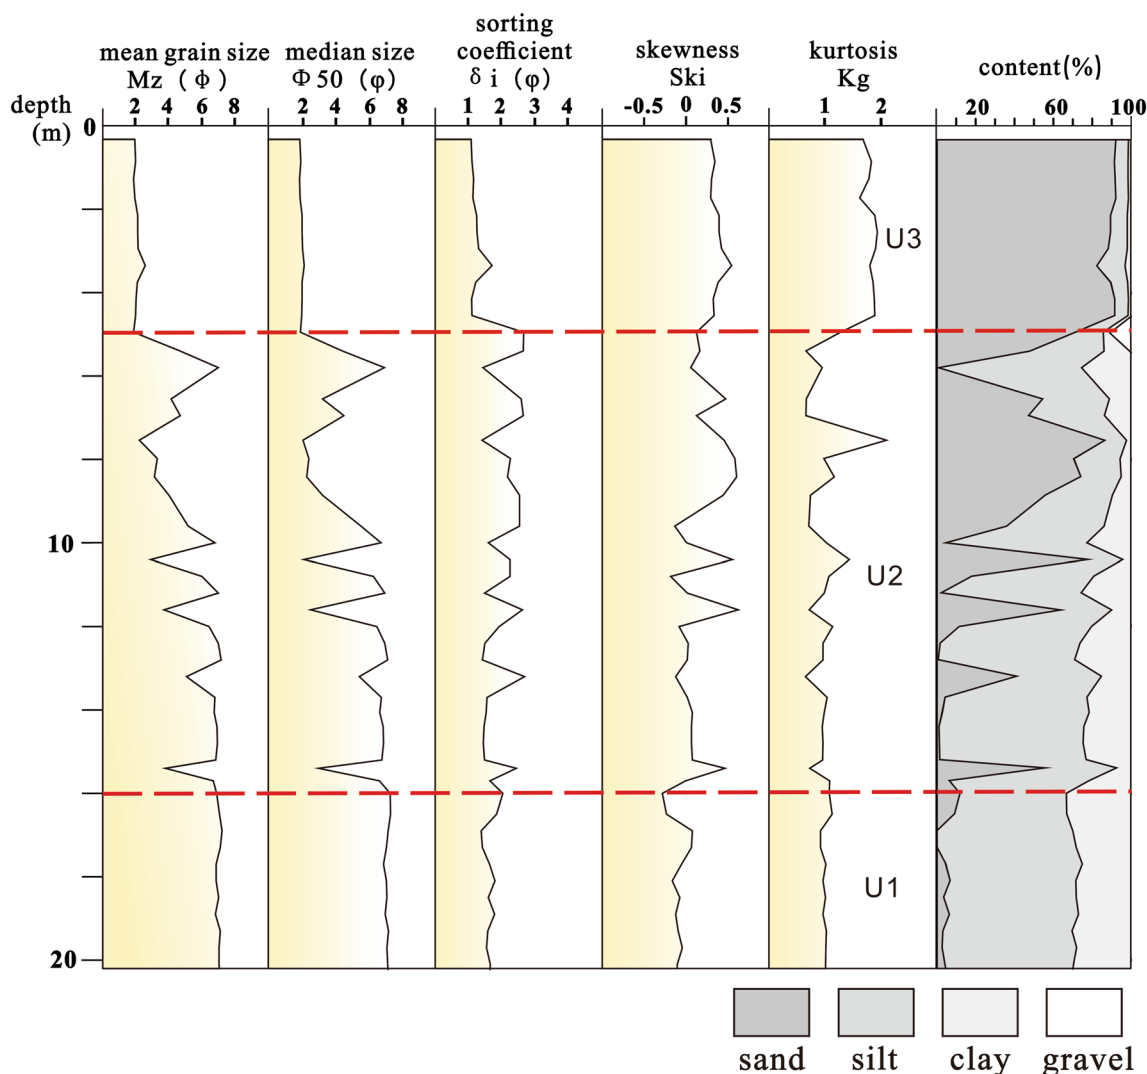 sorting
mean grain size median size coefficient skewness kurtosis content(%)
Mz ( Φ ) Φ 50 (φ) δ i (φ) Ski Kg
depth
(m)
2 4 6 8 2 4 6 8 1 2 3 4 -0.5 0 0.5 1 2 20 60 100
0
U3
10
U2
U1
20
sand silt clay gravel